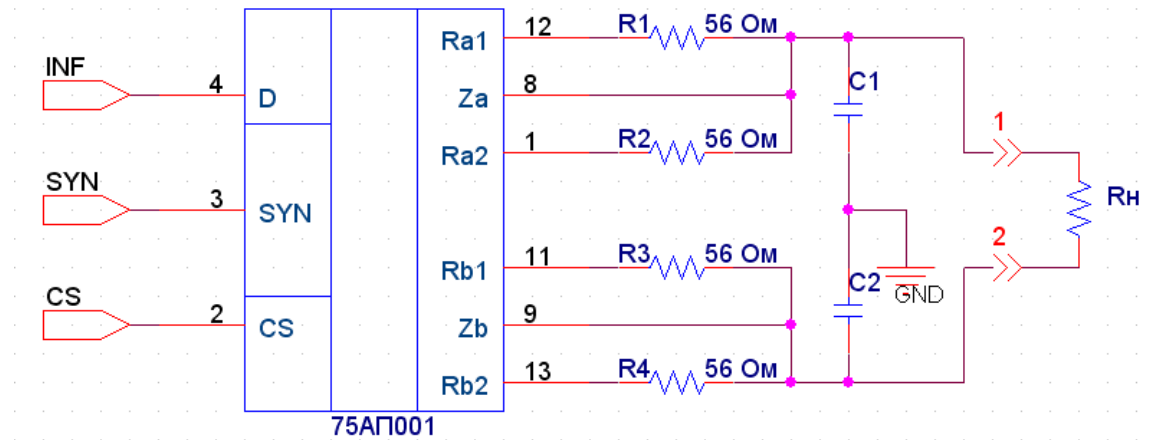 Ra1 12 R1 56 Ом
INF 4 D
Za 8
C1
Ra2 1 R2 56 Ом
1
SYN 3 SYN
Rн
2
Rb1 11 R3 56 Ом
C2 GND
CS 2 CS
Zb 9
Rb2 13 R4 56 Ом
75АП001